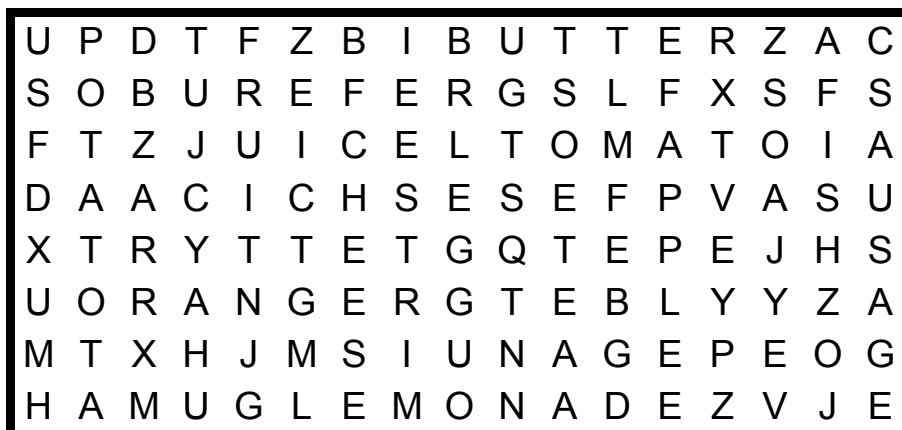 U P D T F Z B I B U T T E R Z A C
S O B U R E F E R G S L F X S F S
F T Z J U I C E L T O M A T O I A
D A A C I C H S E S E F P V A S U
X T R Y T T E T G Q T E P E J H S
U O R A N G E R G T E B L Y Y Z A
M T X H J M S I U N A G E P E O G
H A M U G L E M O N A D E Z V J E